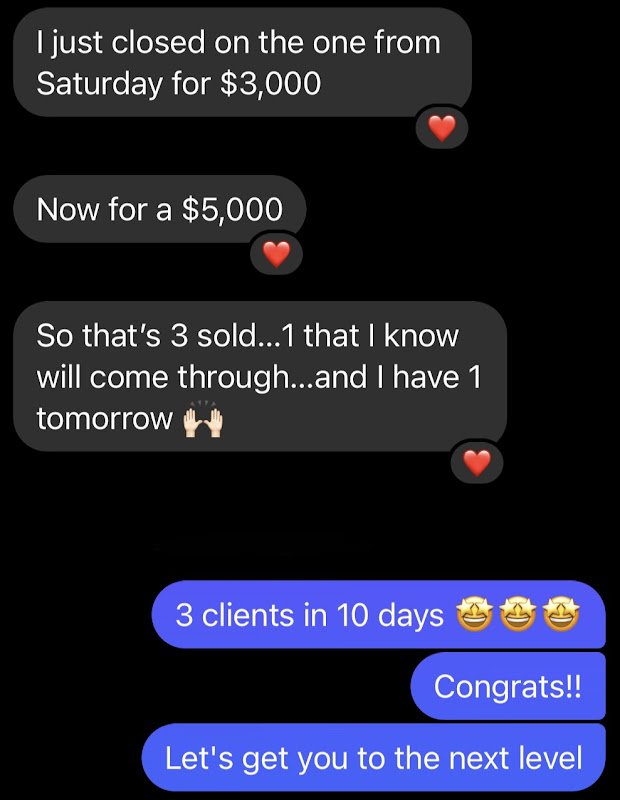 I just closed on the one from
Saturday for $3,000
Now for a $5,000
So that’s 3 sold...1 that I know
will come through...and I have 1
tomorrow 🙌🏻
3 clients in 10 days 🤩🤩🤩
Congrats!!
Let's get you to the next level